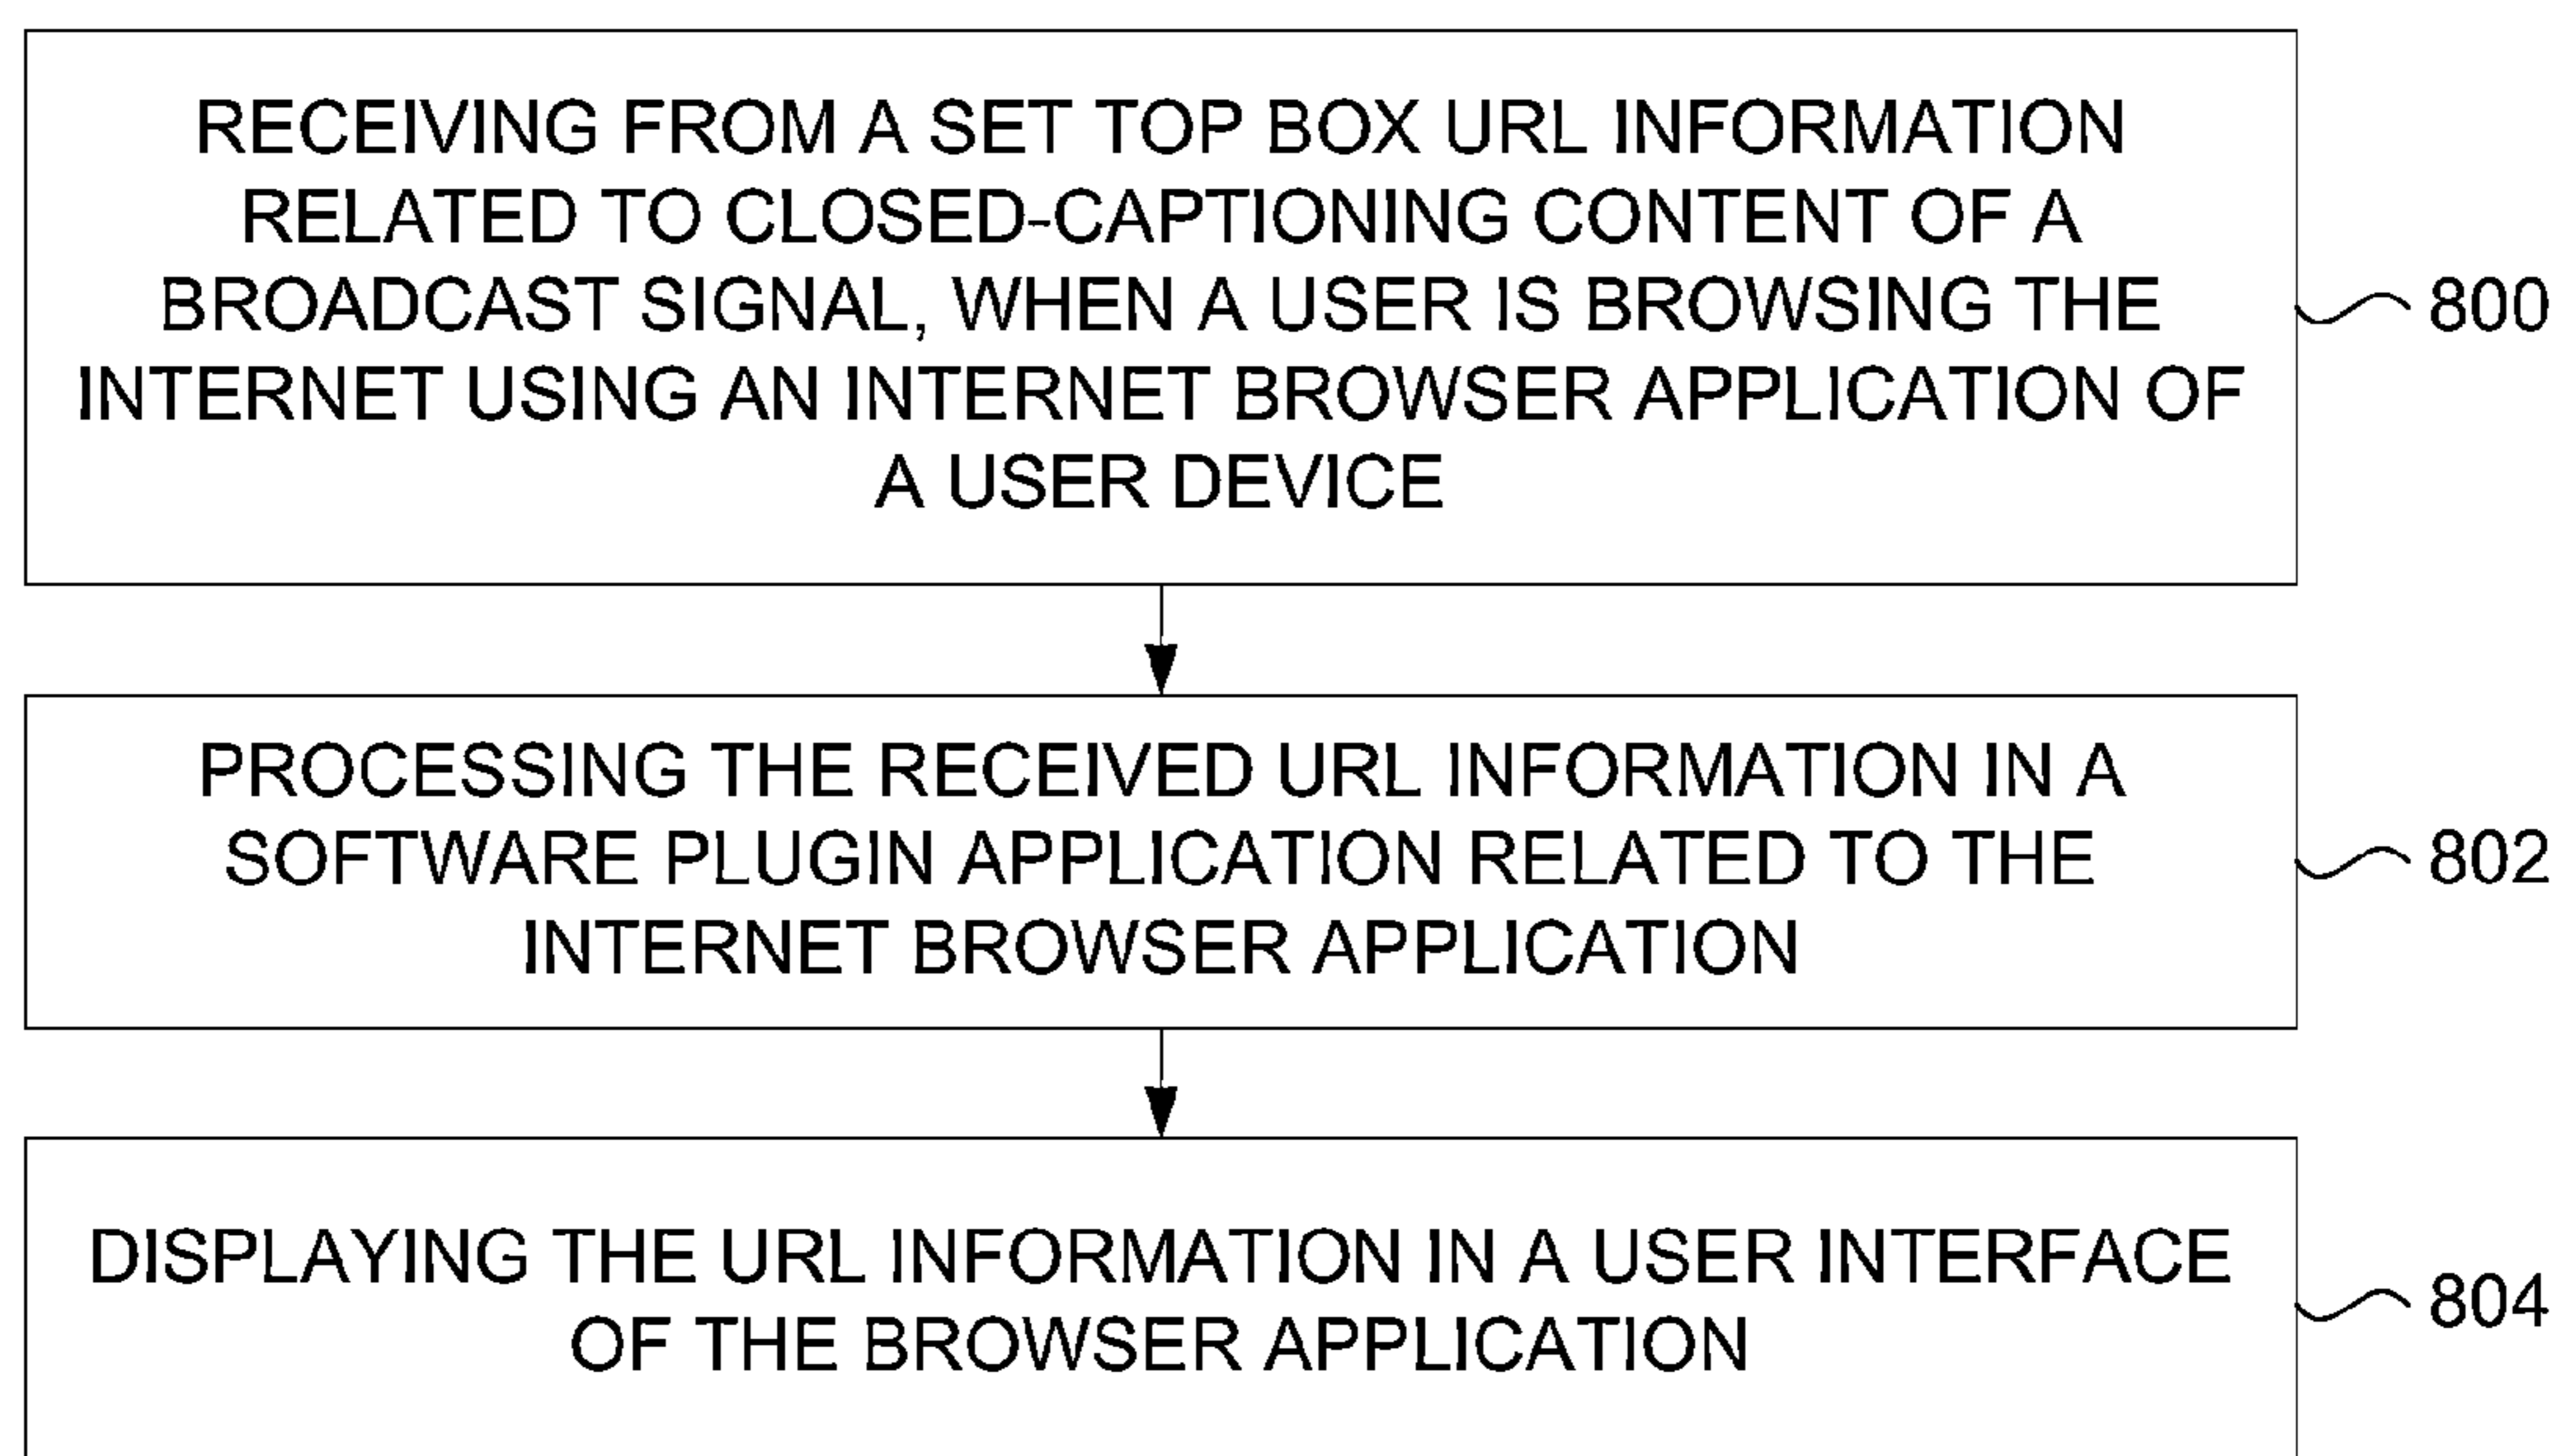 RECEIVING FROM A SET TOP BOX URL INFORMATION
RELATED TO CLOSED-CAPTIONING CONTENT OF A
BROADCAST SIGNAL, WHEN A USER IS BROWSING THE
INTERNET USING AN INTERNET BROWSER APPLICATION OF
A USER DEVICE
800
PROCESSING THE RECEIVED URL INFORMATION IN A
SOFTWARE PLUGIN APPLICATION RELATED TO THE
INTERNET BROWSER APPLICATION
802
DISPLAYING THE URL INFORMATION IN A USER INTERFACE
OF THE BROWSER APPLICATION
804